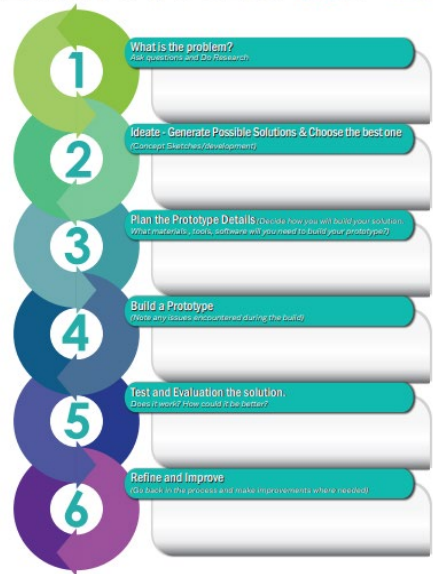 1
What is the problem?
Ask questions and Do Research
2
Ideate - Generate Possible Solutions & Choose the best one
(Concept Sketches/development)
3
Plan the Prototype Details (Decide how you will build your solution.
What materials, tools, software will you need to build your prototype?)
4
Build a Prototype
(Note any issues encountered during the build)
5
Test and Evaluation the solution.
Does it work? How could it be better?
6
Refine and Improve
(Go back in the process and make improvements where needed)